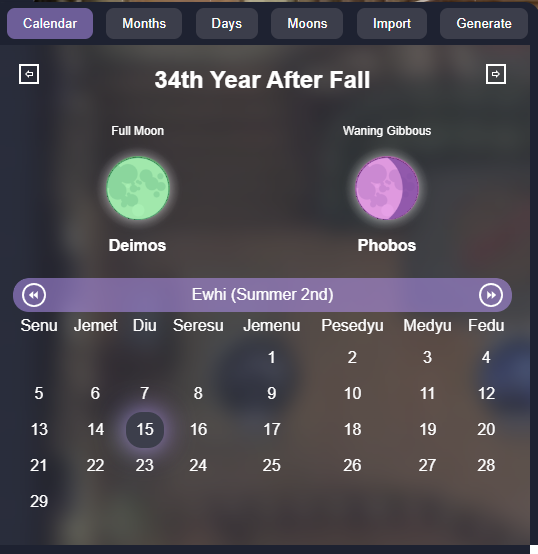 Calendar Months Days Moons Import Generate
34th Year After Fall
Full Moon Waning Gibbous
Deimos Phobos
Ewhi (Summer 2nd)
Senu Jemet Diu Seresu Jemenu Pesedyu Medyu Fedu
1 2 3 4
5 6 7 8 9 10 11 12
13 14 15 16 17 18 19 20
21 22 23 24 25 26 27 28
29